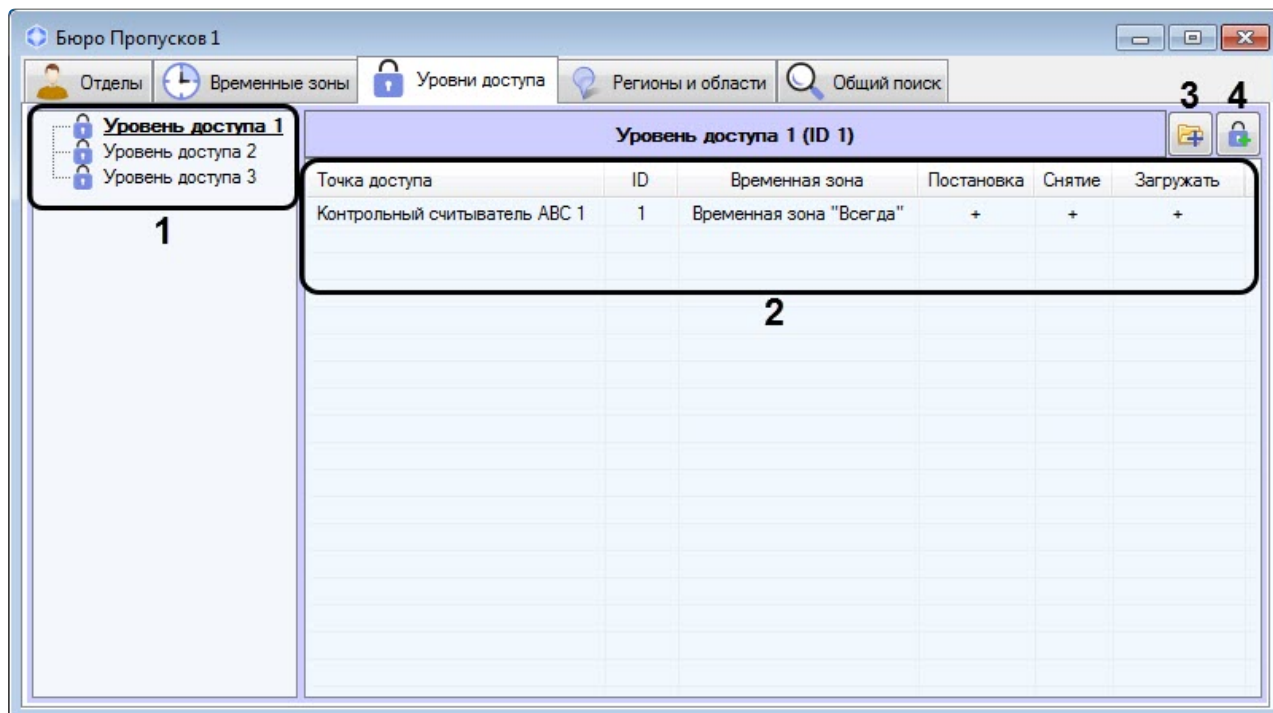 Бюро Пропусков 1
Отделы Временные зоны Уровни доступа Регионы и области Общий поиск
3 4
Уровень доступа 1
Уровень доступа 2
Уровень доступа 3
1
Уровень доступа 1 (ID 1)
Точка доступа ID Временная зона Постановка Снятие Загружать
Контрольный считыватель ABC 1 1 Временная зона "Всегда" + + +
2